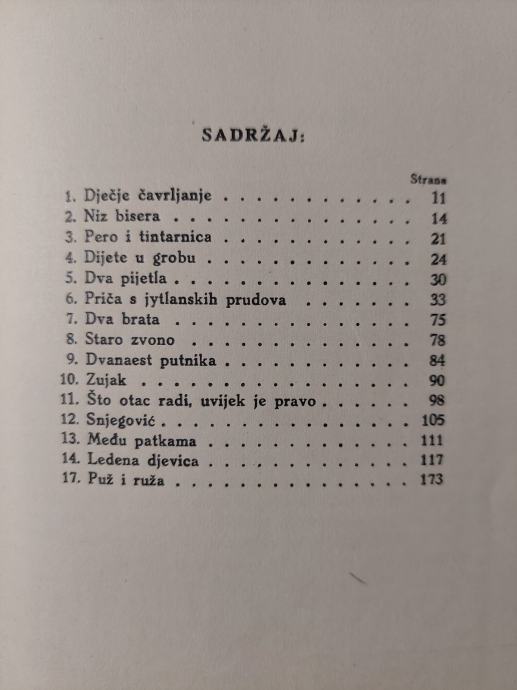 SADRŽAJ:
Strana
1. Dječje čavrljanje . . . . . . . . . . . . 11
2. Niz bisera . . . . . . . . . . . . . . 14
3. Pero i tintarnica . . . . . . . . . . . . 21
4. Dijete u grobu . . . . . . . . . . . . 24
5. Dva pijetla . . . . . . . . . . . . . . 30
6. Priča s jytlanskih prudova . . . . . . . 33
7. Dva brata . . . . . . . . . . . . . . 75
8. Staro zvono . . . . . . . . . . . . . 78
9. Dvanaest putnika . . . . . . . . . . . 84
10. Zujak . . . . . . . . . . . . . . . . 90
11. Što otac radi, uvijek je pravo . . . . . . 98
12. Snjegović . . . . . . . . . . . . . . . 105
13. Među patkama . . . . . . . . . . . . . 111
14. Ledena djevica . . . . . . . . . . . . . 117
17. Puž i ruža . . . . . . . . . . . . . . 173